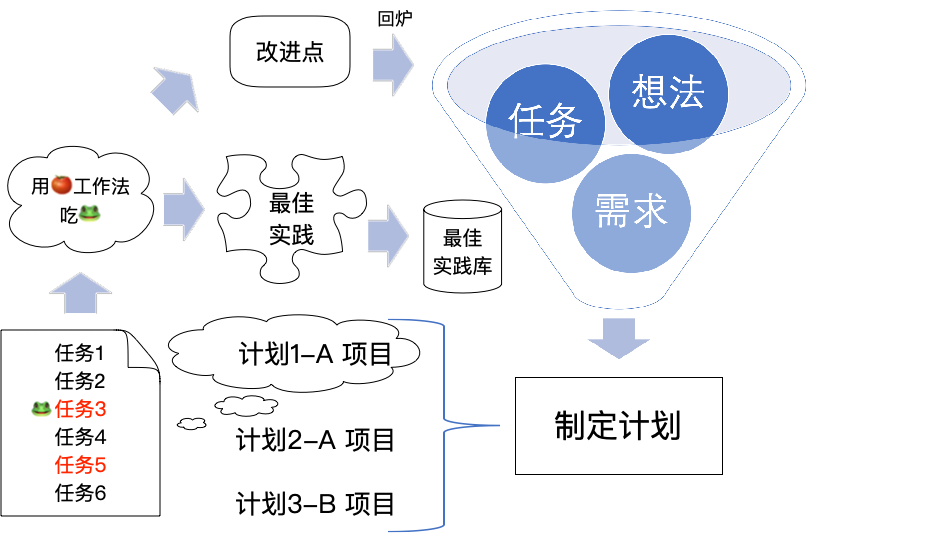 回炉
改进点
任务
想法
需求
用🍅工作法
吃🐸
最佳
实践
最佳
实践库
任务1
任务2
🐸任务3
任务4
任务5
任务6
计划1-A 项目
计划2-A 项目
计划3-B 项目
制定计划